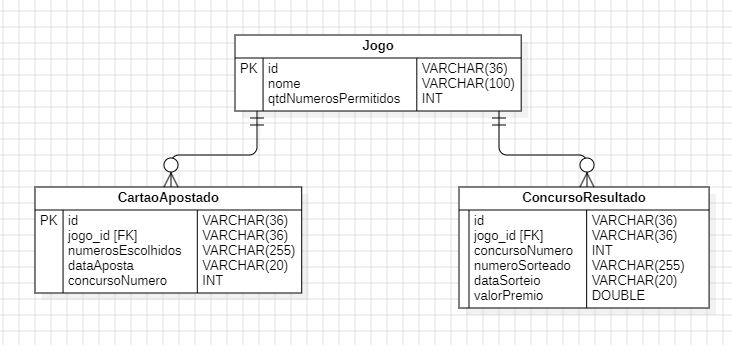 Jogo
PK id VARCHAR(36)
nome VARCHAR(100)
qtdNumerosPermitidos INT
CartaoApostado
PK id VARCHAR(36)
jogo_id [FK] VARCHAR(36)
numerosEscolhidos VARCHAR(255)
dataAposta VARCHAR(20)
concursoNumero INT
ConcursoResultado
id VARCHAR(36)
jogo_id [FK] VARCHAR(36)
concursoNumero INT
numeroSorteado VARCHAR(255)
dataSorteio VARCHAR(20)
valorPremio DOUBLE